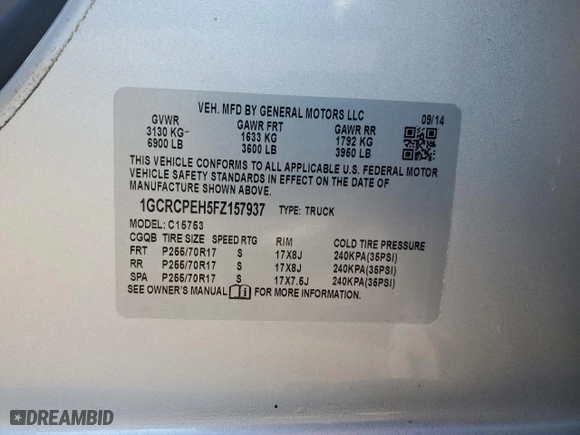 VEH. MFD BY GENERAL MOTORS LLC
GVWR GAWR FRT GAWR RR 09/14
3130 KG 1633 KG 1792 KG
6900 LB 3600 LB 3950 LB
THIS VEHICLE CONFORMS TO ALL APPLICABLE U.S. FEDERAL MOTOR
VEHICLE SAFETY STANDARDS IN EFFECT ON THE DATE OF
MANUFACTURE SHOWN ABOVE.
1GCRCPEH5FZ157937 TYPE: TRUCK
MODEL: C15753
CGQB TIRE SIZE SPEED RTG RIM COLD TIRE PRESSURE
FRT P255/70R17 S 17X8J 240KPA(35PSI)
RR P255/70R17 S 17X8J 240KPA(35PSI)
SPA P255/70R17 S 17X7.5J 240KPA(35PSI)
SEE OWNER'S MANUAL FOR MORE INFORMATION.
DREAMBID